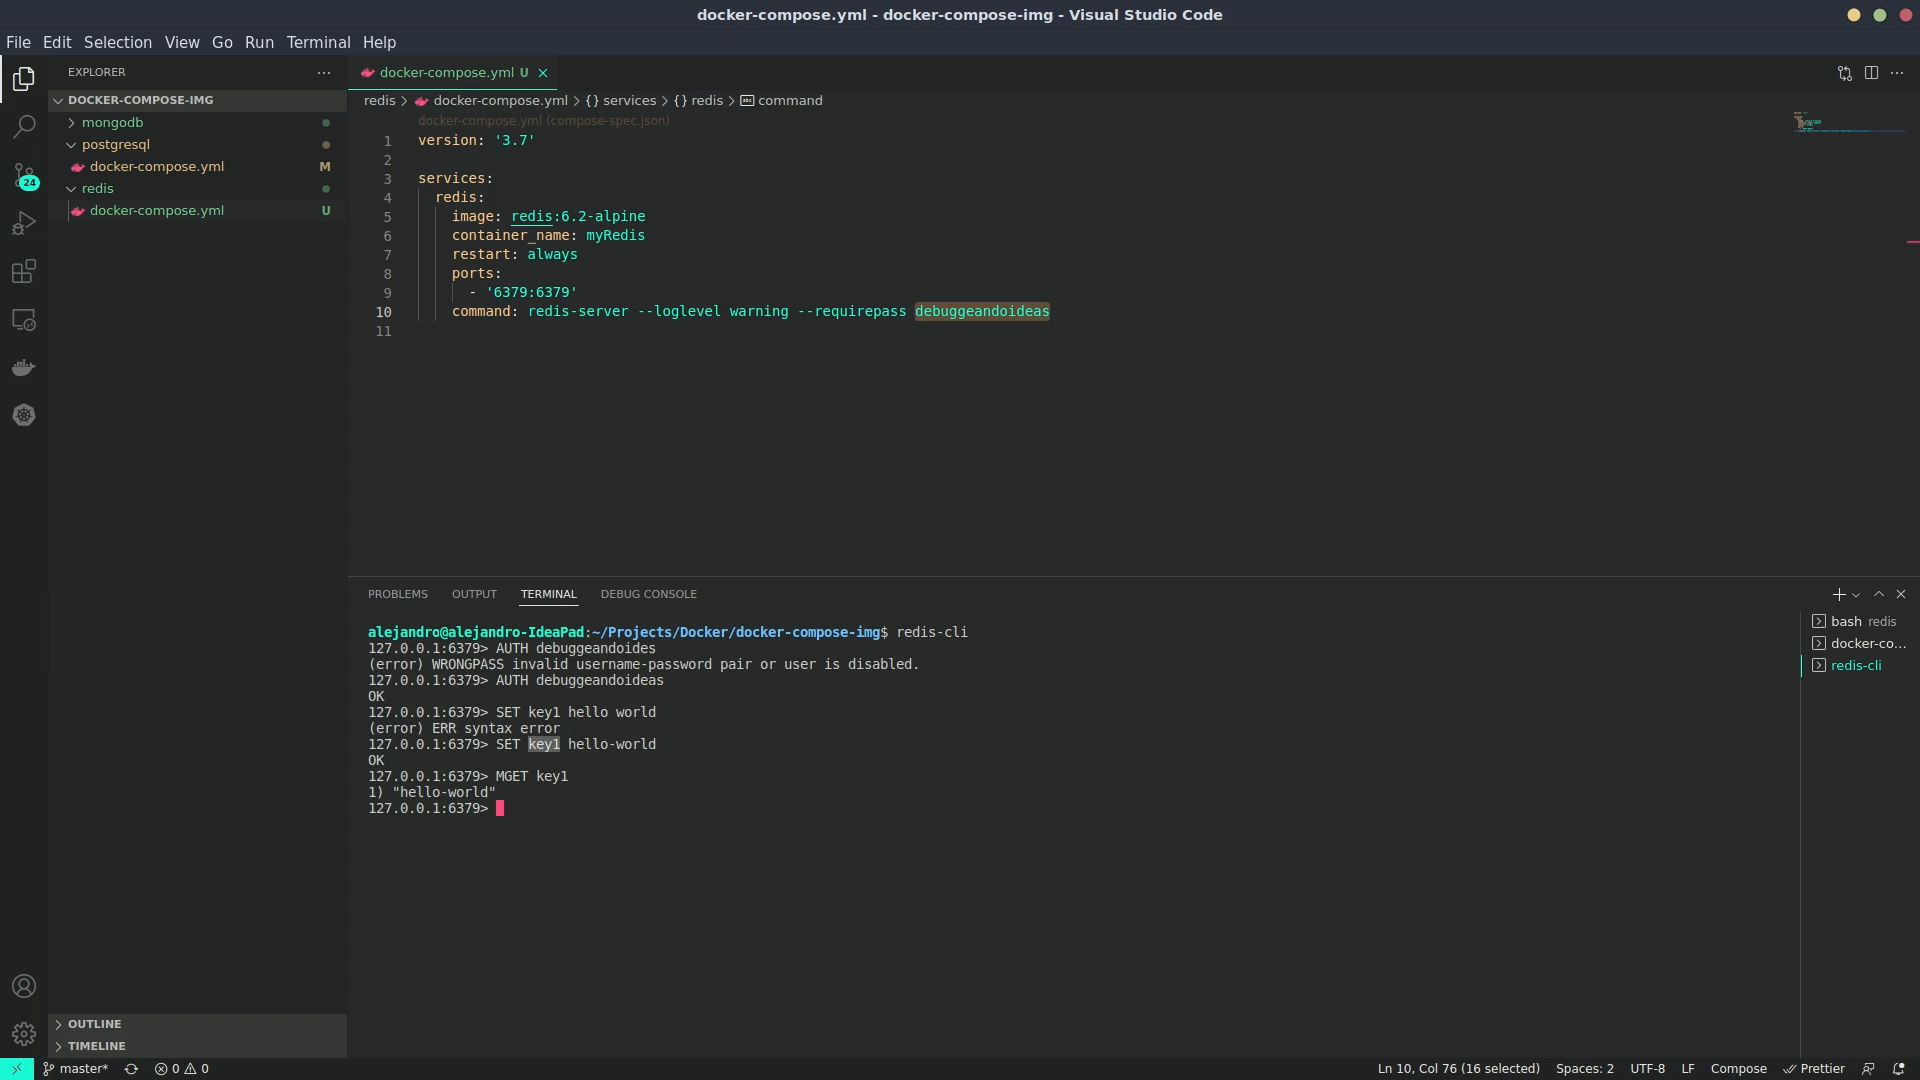 docker-compose.yml - docker-compose-img - Visual Studio Code
File Edit Selection View Go Run Terminal Help
EXPLORER
DOCKER-COMPOSE-IMG
mongodb
postgresql
docker-compose.yml M
redis
docker-compose.yml U
24
OUTLINE
TIMELINE
docker-compose.yml U
redis > docker-compose.yml > {} services > {} redis > command
docker-compose.yml (compose-spec.json)
1 version: '3.7'
2
3 services:
4 redis:
5 image: redis:6.2-alpine
6 container_name: myRedis
7 restart: always
8 ports:
9 - '6379:6379'
10 command: redis-server --loglevel warning --requirepass debuggeandoideas
11
PROBLEMS OUTPUT TERMINAL DEBUG CONSOLE
alejandro@alejandro-IdeaPad:~/Projects/Docker/docker-compose-img$ redis-cli
127.0.0.1:6379> AUTH debuggeandoides
(error) WRONGPASS invalid username-password pair or user is disabled.
127.0.0.1:6379> AUTH debuggeandoideas
OK
127.0.0.1:6379> SET key1 hello world
(error) ERR syntax error
127.0.0.1:6379> SET key1 hello-world
OK
127.0.0.1:6379> MGET key1
1) "hello-world"
127.0.0.1:6379>
bash redis
docker-co...
redis-cli
master* 0 0 Ln 10, Col 76 (16 selected) Spaces: 2 UTF-8 LF Compose Prettier